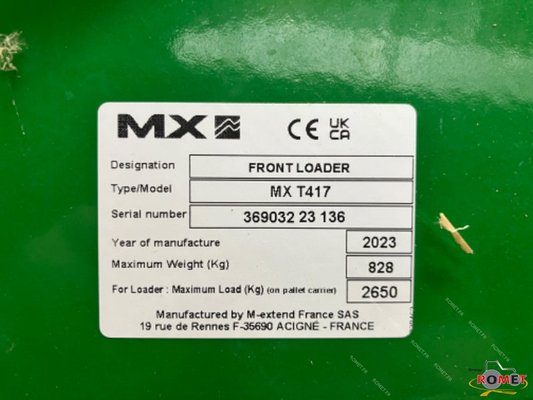 MX CE UK CA
Designation FRONT LOADER
Type/Model MX T417
Serial number 369032 23 136
Year of manufacture 2023
Maximum Weight (Kg) 828
For Loader : Maximum Load (Kg) (on pallet carrier) 2650
Manufactured by M-extend France SAS
19 rue de Rennes F-35690 ACIGNÉ - FRANCE
KOMET